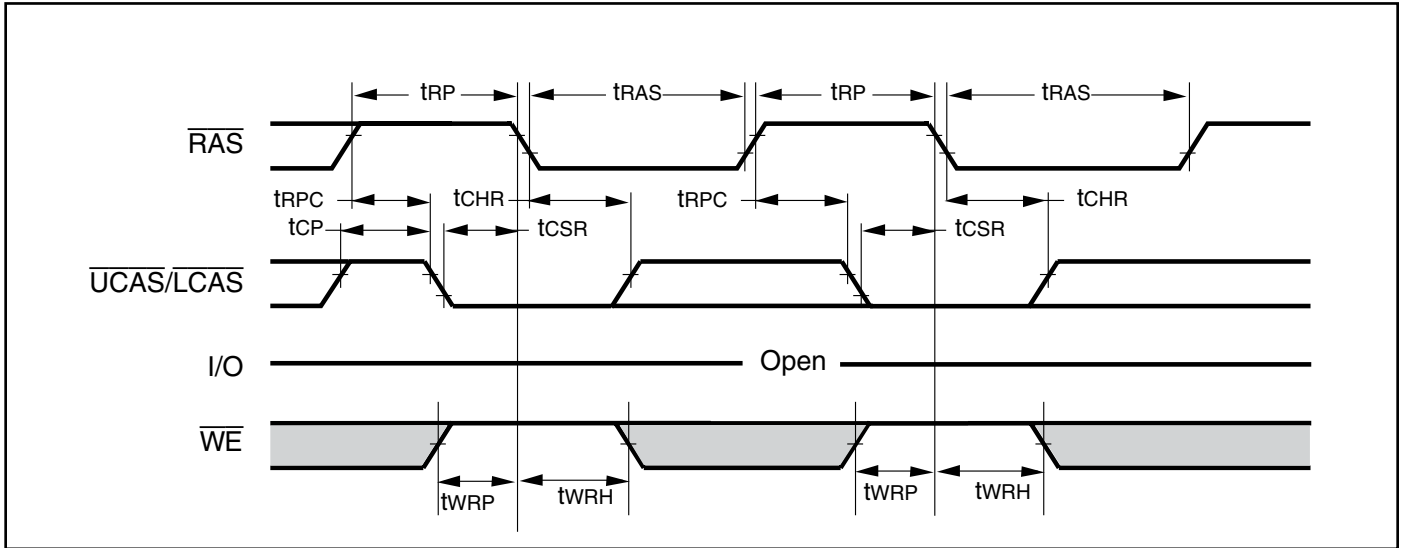 tRP tRAS tRP tRAS
RAS
tRPC tCHR tRPC tCHR
tCP tCSR tCSR
UCAS/LCAS
I/O Open
WE
tWRP tWRH tWRP tWRH